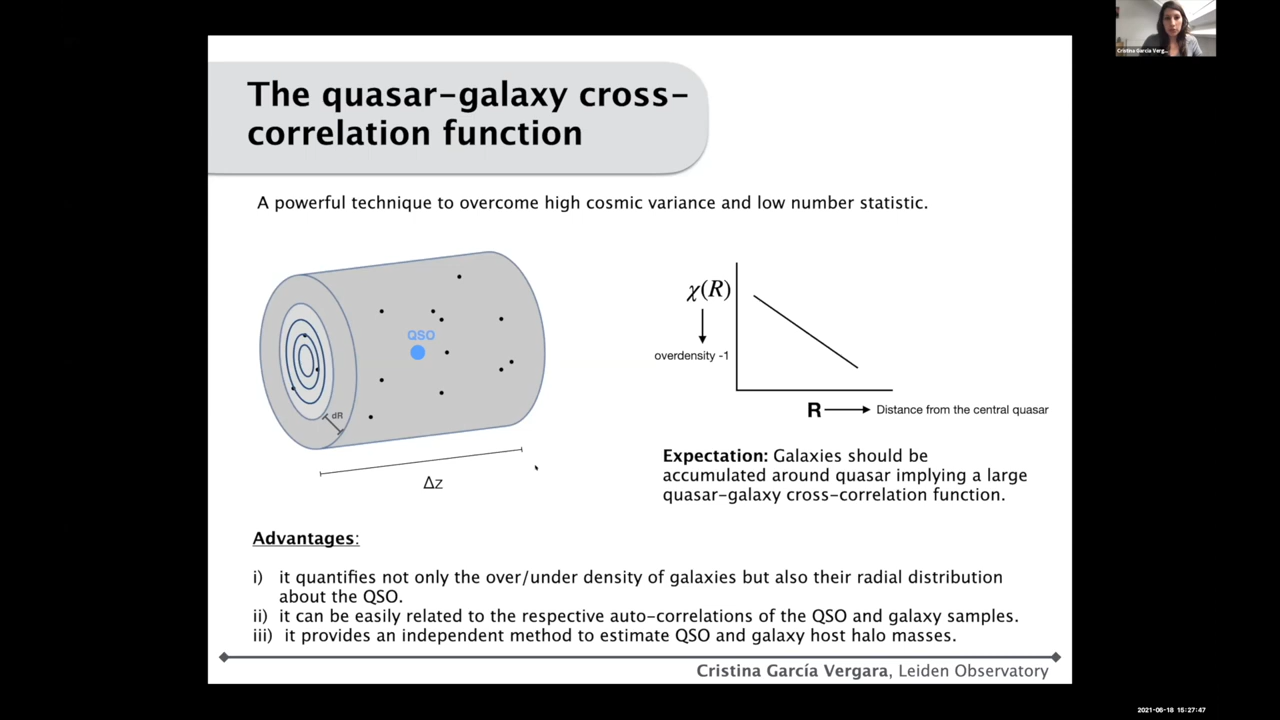 Cristina García Verg...
The quasar-galaxy cross-
correlation function
A powerful technique to overcome high cosmic variance and low number statistic.
QSO
dR
Δz
χ(R)
overdensity -1
R
Distance from the central quasar
Expectation: Galaxies should be
accumulated around quasar implying a large
quasar-galaxy cross-correlation function.
Advantages:
i) it quantifies not only the over/under density of galaxies but also their radial distribution
about the QSO.
ii) it can be easily related to the respective auto-correlations of the QSO and galaxy samples.
iii) it provides an independent method to estimate QSO and galaxy host halo masses.
Cristina García Vergara, Leiden Observatory
2021-06-18 15:27:47